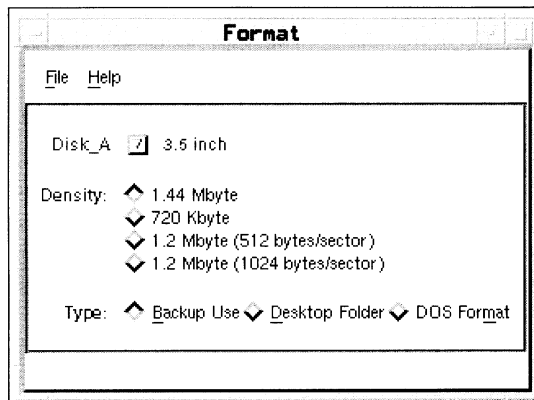 Format
File Help
Disk_A 3.5 inch
Density: 1.44 Mbyte
720 Kbyte
1.2 Mbyte (512 bytes/sector)
1.2 Mbyte (1024 bytes/sector)
Type: Backup Use Desktop Folder DOS Format